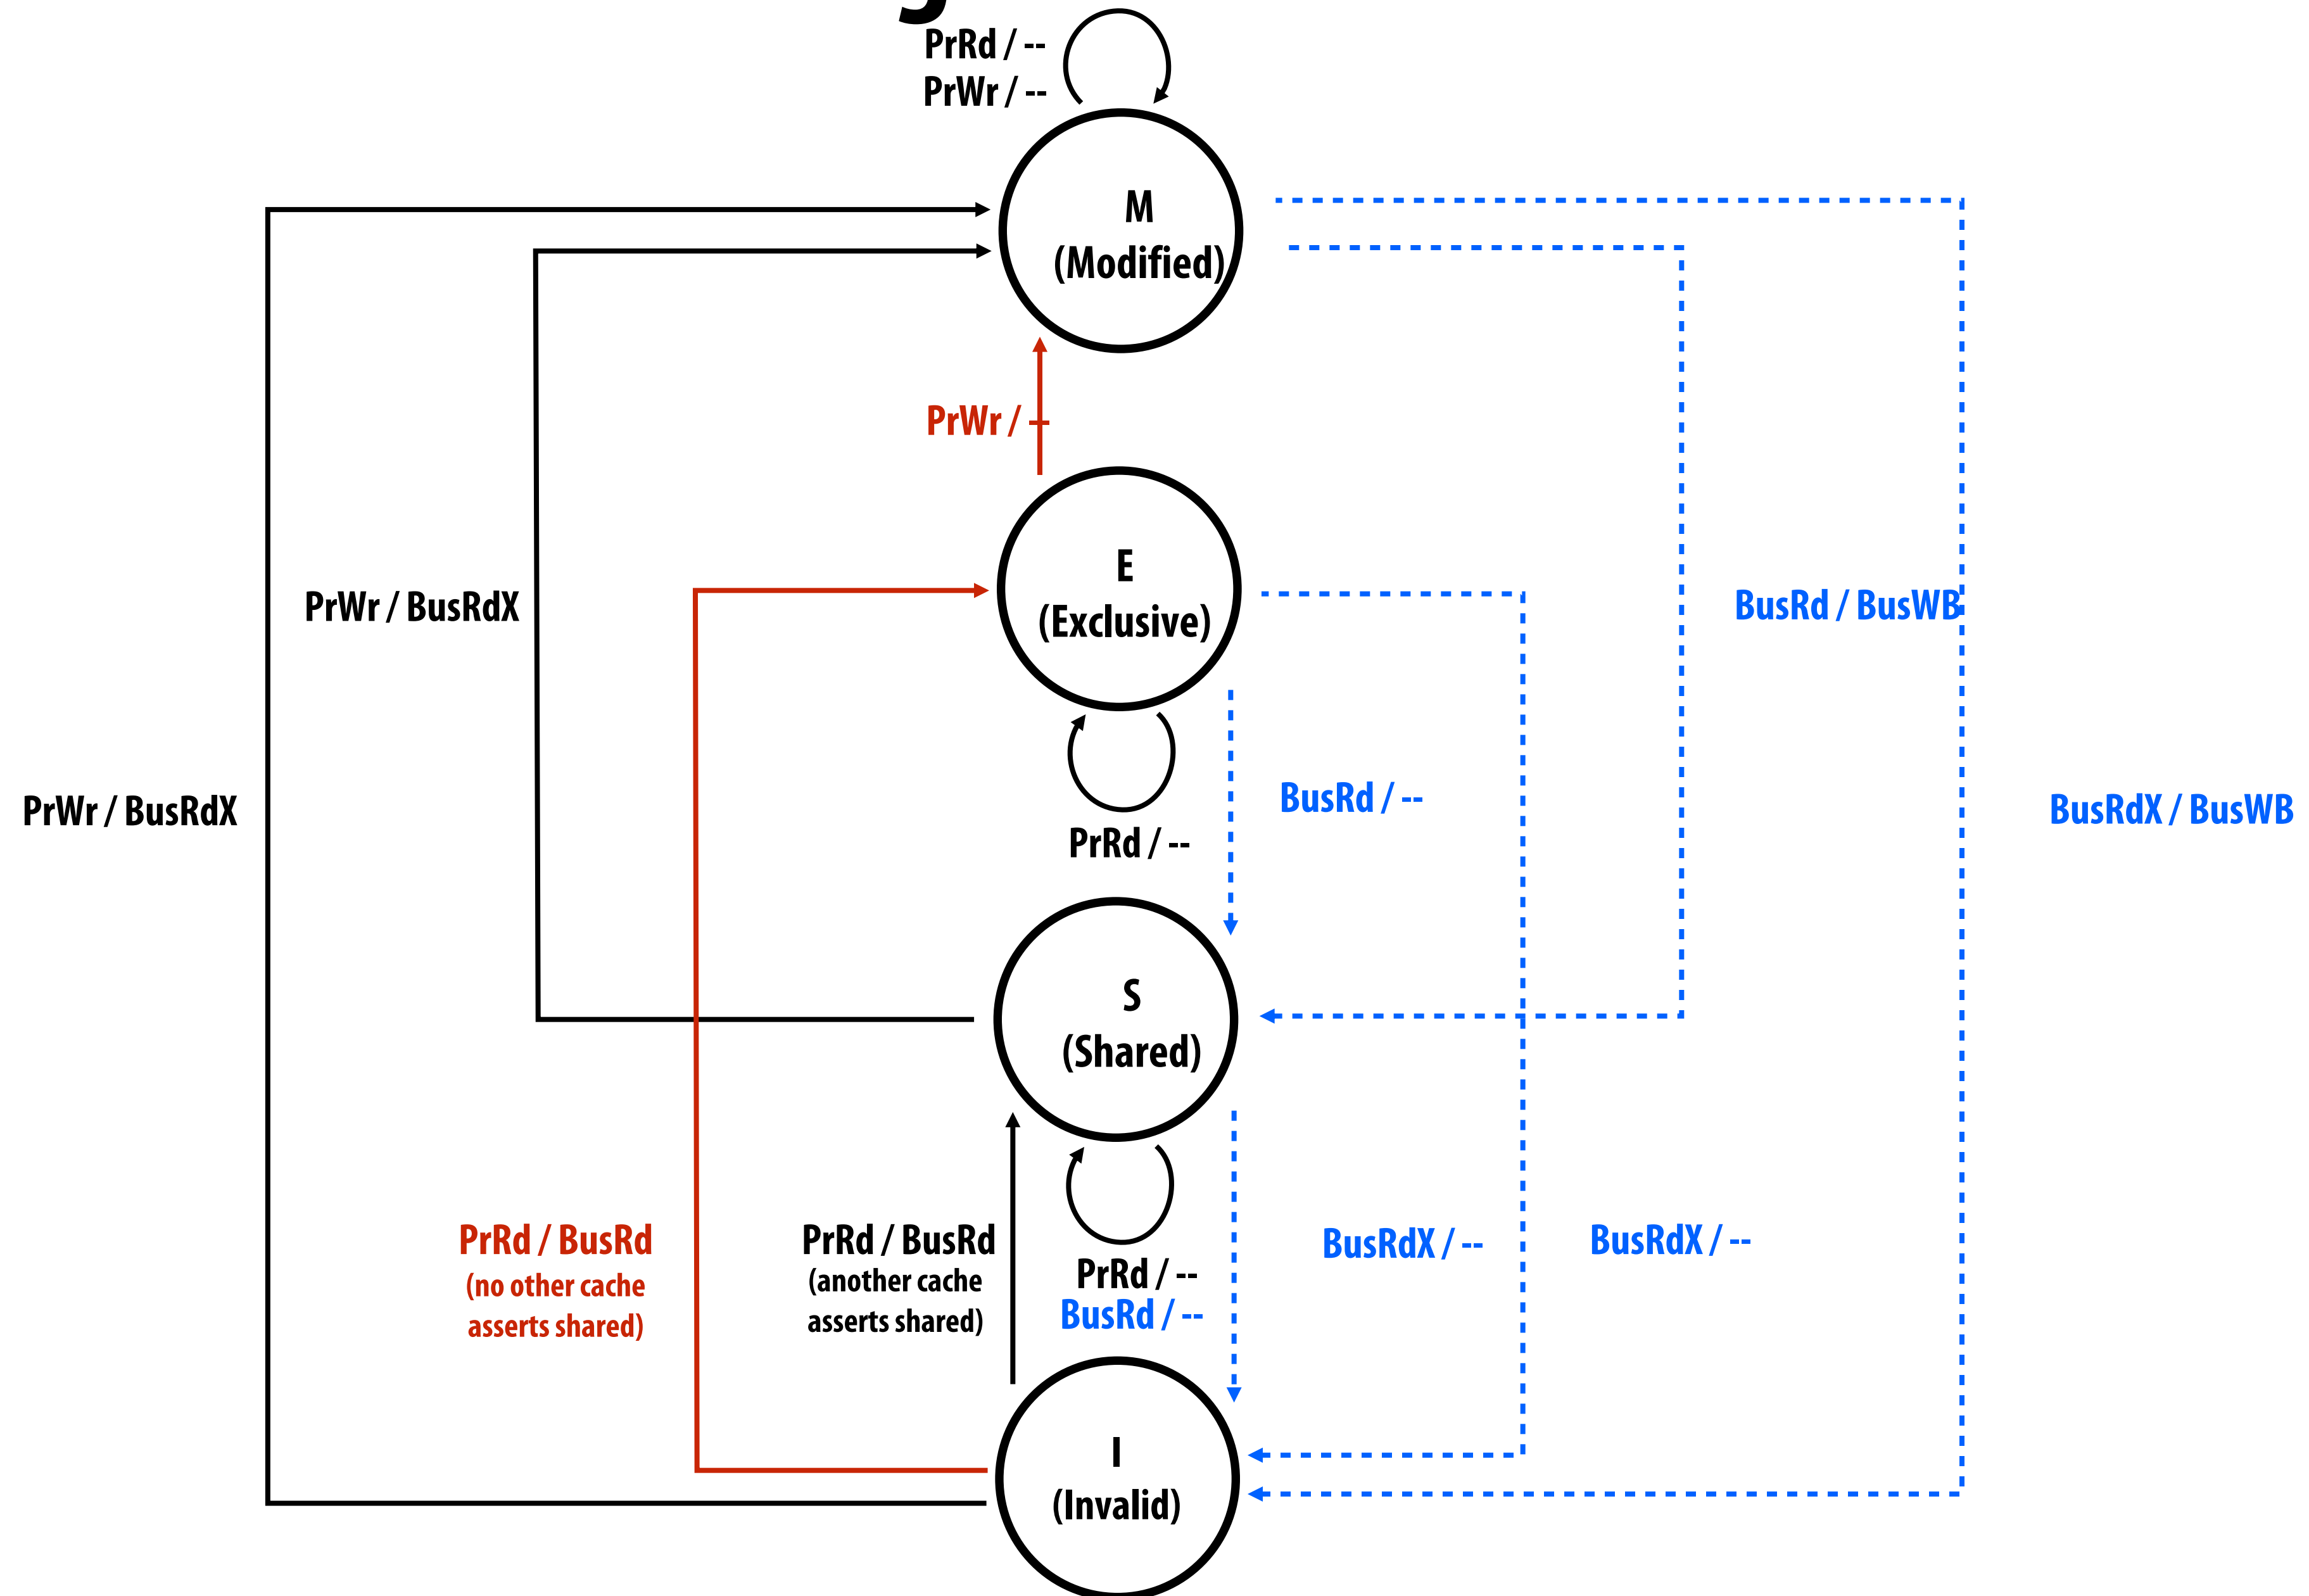 PrRd / --
PrWr / --
M
(Modified)
PrWr / --
E
(Exclusive)
PrWr / BusRdX
BusRd / BusWB
PrWr / BusRdX
BusRd / --
BusRdX / BusWB
PrRd / --
S
(Shared)
PrRd / BusRd
(no other cache
asserts shared)
PrRd / BusRd
(another cache
asserts shared)
PrRd / --
BusRd / --
BusRdX / --
BusRdX / --
I
(Invalid)